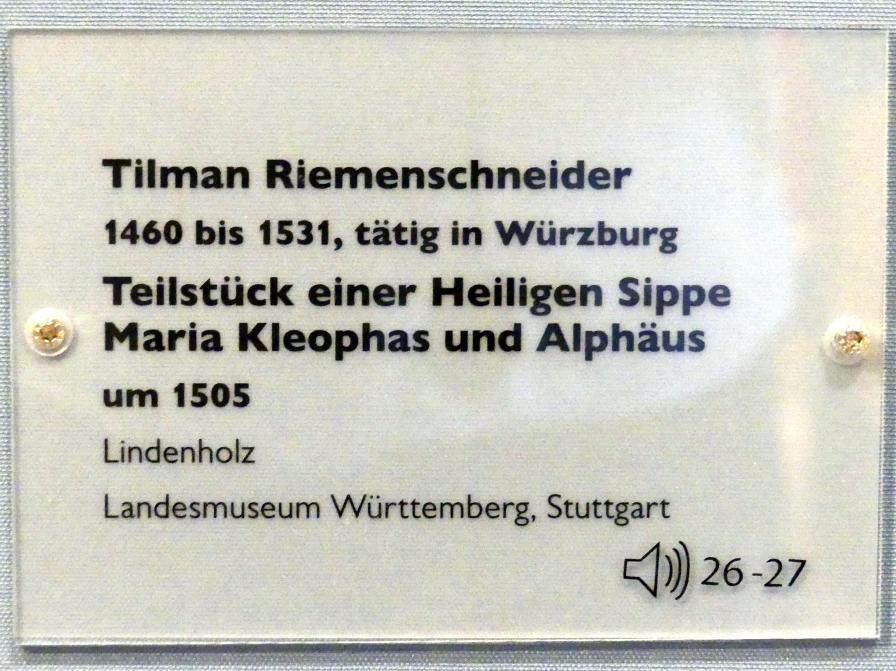 Tilman Riemenschneider
1460 bis 1531, tätig in Würzburg
Teilstück einer Heiligen Sippe
Maria Kleophas und Alphäus
um 1505
Lindenholz
Landesmuseum Württemberg, Stuttgart
26-27